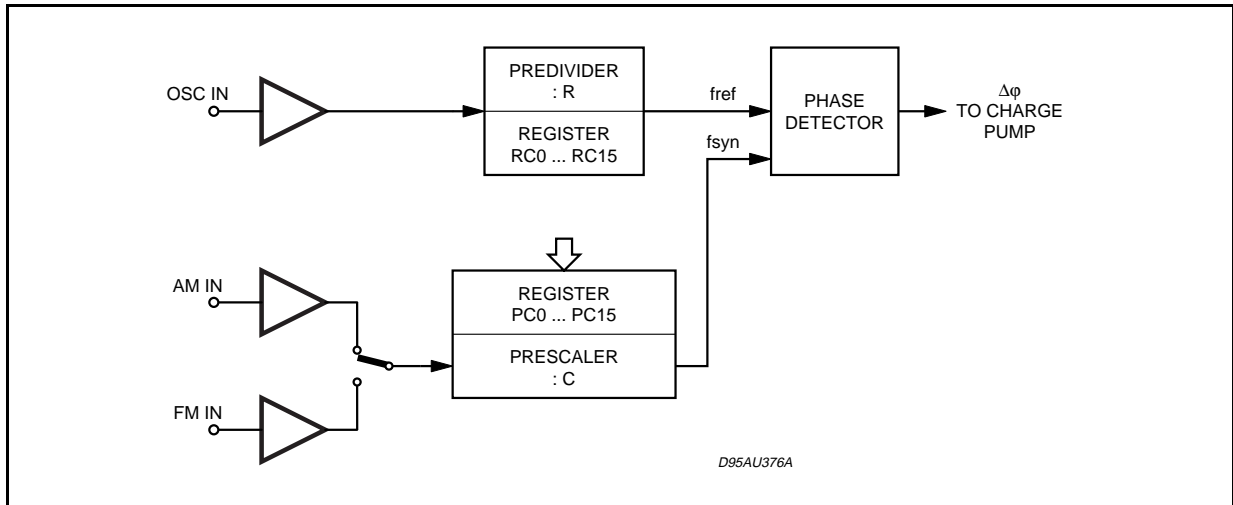 OSC IN
PREDIVIDER
: R
REGISTER
RC0 ... RC15
fref
fsyn
PHASE
DETECTOR
Δφ
TO CHARGE
PUMP
AM IN
FM IN
REGISTER
PC0 ... PC15
PRESCALER
: C
D95AU376A